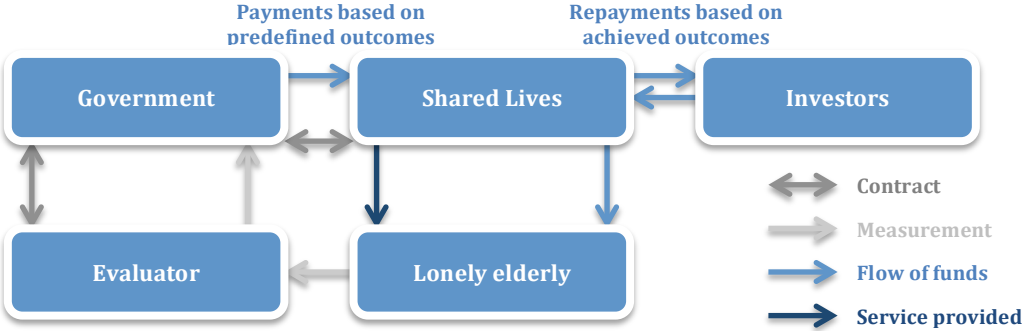 Payments based on
predefined outcomes
Repayments based on
achieved outcomes
Government
Shared Lives
Investors
Evaluator
Lonely elderly
Contract
Measurement
Flow of funds
Service provided